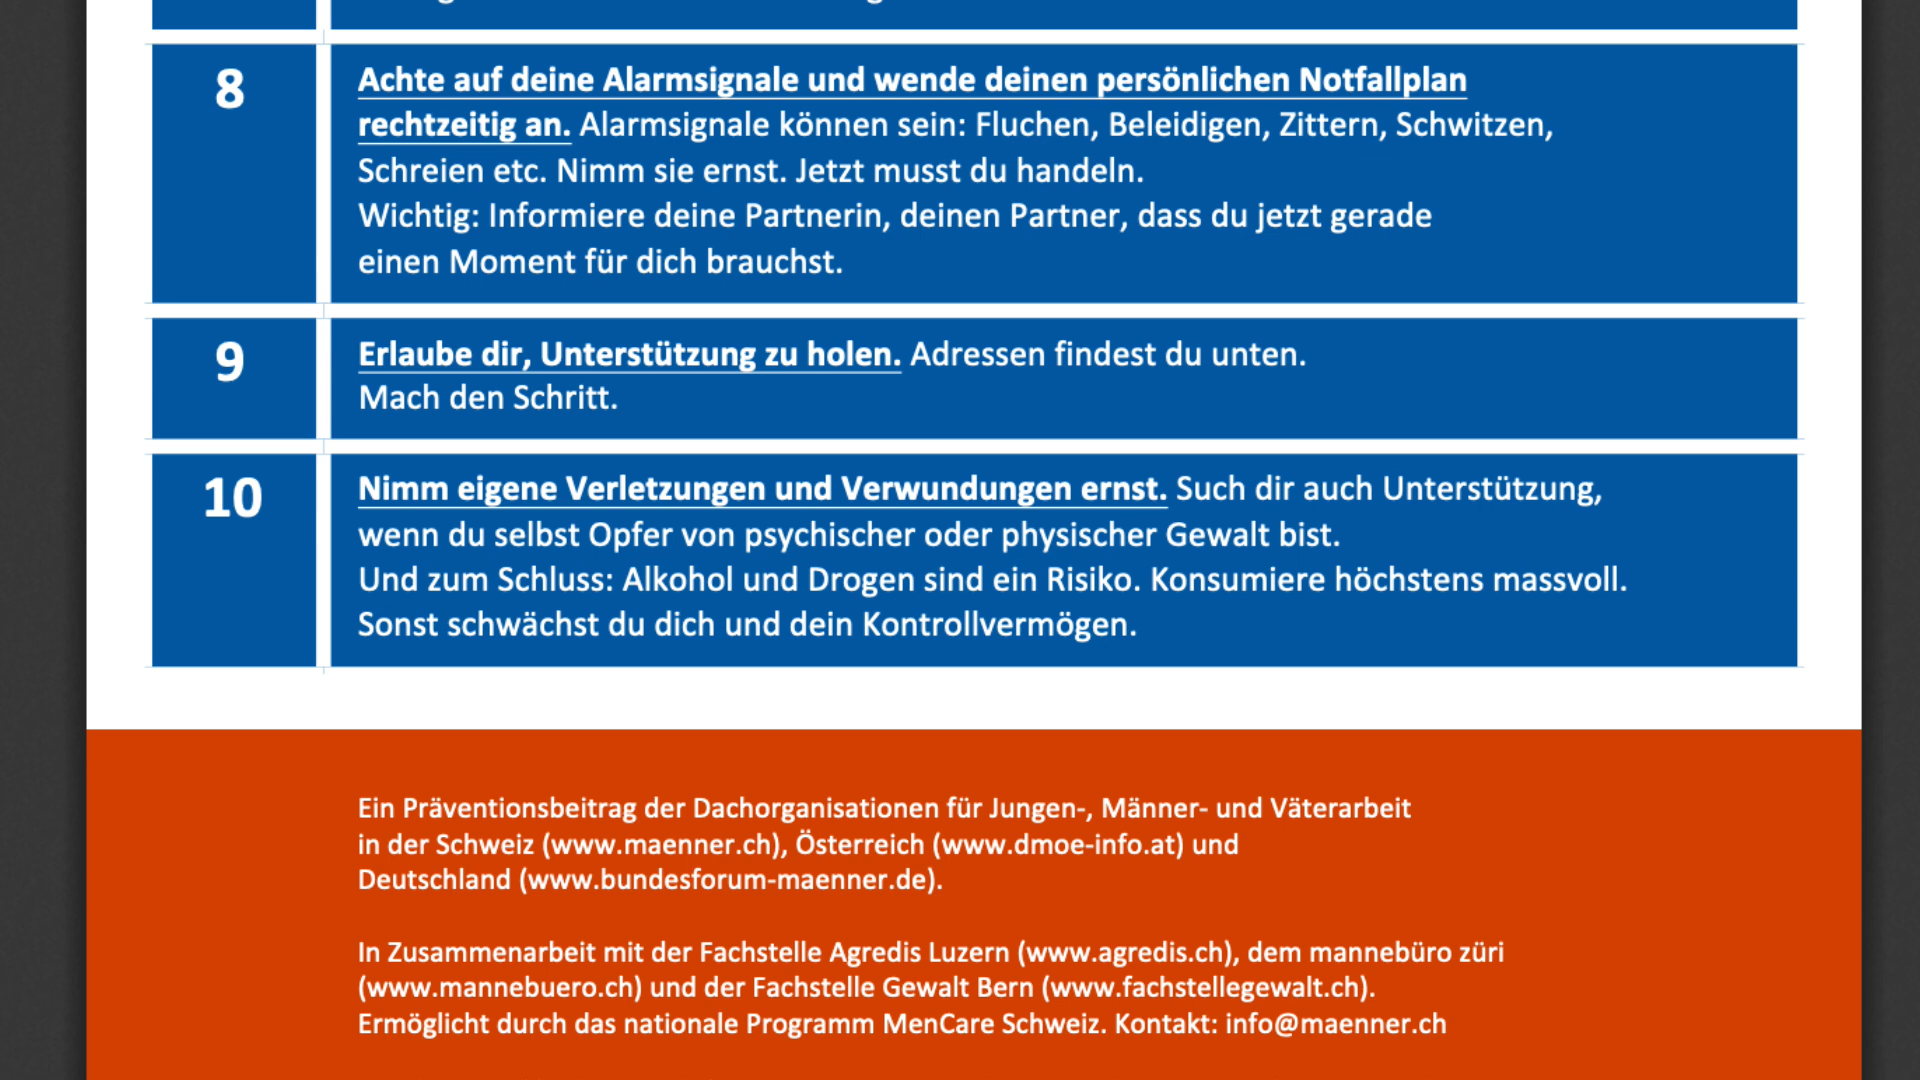 8
Achte auf deine Alarmsignale und wende deinen persönlichen Notfallplan
rechtzeitig an. Alarmsignale können sein: Fluchen, Beleidigen, Zittern, Schwitzen,
Schreien etc. Nimm sie ernst. Jetzt musst du handeln.
Wichtig: Informiere deine Partnerin, deinen Partner, dass du jetzt gerade
einen Moment für dich brauchst.
9
Erlaube dir, Unterstützung zu holen. Adressen findest du unten.
Mach den Schritt.
10
Nimm eigene Verletzungen und Verwundungen ernst. Such dir auch Unterstützung,
wenn du selbst Opfer von psychischer oder physischer Gewalt bist.
Und zum Schluss: Alkohol und Drogen sind ein Risiko. Konsumiere höchstens massvoll.
Sonst schwächst du dich und dein Kontrollvermögen.
Ein Präventionsbeitrag der Dachorganisationen für Jungen-, Männer- und Väterarbeit
in der Schweiz (www.maenner.ch), Österreich (www.dmoe-info.at) und
Deutschland (www.bundesforum-maenner.de).
In Zusammenarbeit mit der Fachstelle Agredis Luzern (www.agredis.ch), dem mannebüro züri
(www.mannebuero.ch) und der Fachstelle Gewalt Bern (www.fachstellegewalt.ch).
Ermöglicht durch das nationale Programm MenCare Schweiz. Kontakt: info@maenner.ch